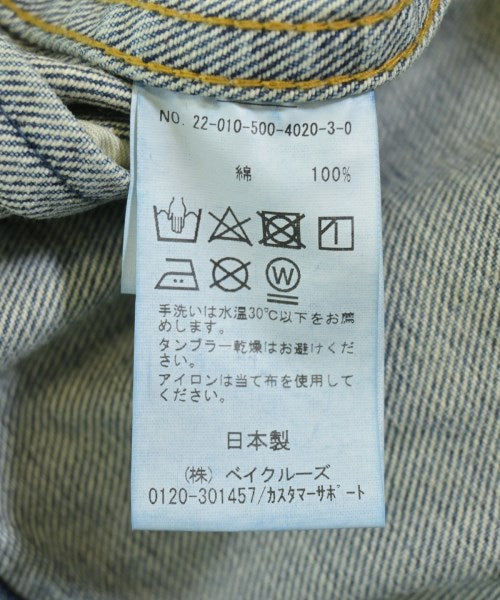 NO. 22-010-500-4020-3-0
綿 100%
W
手洗いは水温30℃以下をお薦
めします。
タンブラー乾燥はお避けくだ
さい。
アイロンは当て布を使用して
ください。
日本製
(株) ベイクルーズ
0120-301457/カスタマーサポート